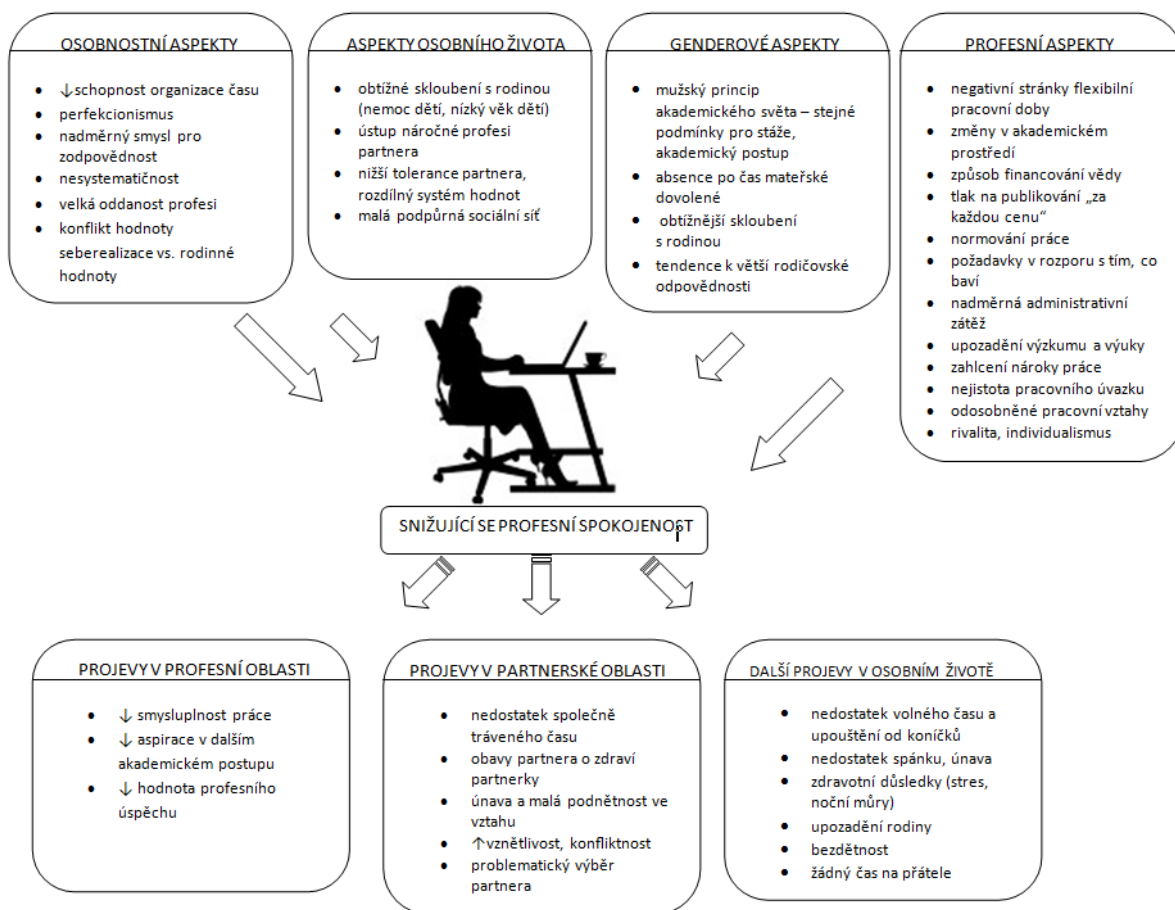 OSOBNOSTNÍ ASPEKTY
• ↓schopnost organizace času
• perfekcionismus
• nadměrný smysl pro
zodpovědnost
• nesystematičnost
• velká oddanost profesi
• konflikt hodnoty
seberealizace vs. rodinné
hodnoty
ASPEKTY OSOBNÍHO ŽIVOTA
• obtížné skloubení s rodinou
(nemoc dětí, nízký věk dětí)
• ústup náročné profesi
partnera
• nižší tolerance partnera,
rozdílný systém hodnot
• malá podpůrná sociální síť
GENDEROVÉ ASPEKTY
• mužský princip
akademického světa – stejné
podmínky pro stáže,
akademický postup
• absence po čas mateřské
dovolené
• obtížnější skloubení
s rodinou
• tendence k větší rodičovské
odpovědnosti
PROFESNÍ ASPEKTY
• negativní stránky flexibilní
pracovní doby
• změny v akademickém
prostředí
• způsob financování vědy
• tlak na publikování „za
každou cenu“
• normování práce
• požadavky v rozporu s tím, co
baví
• nadměrná administrativní
zátěž
• upozadění výzkumu a výuky
• zahlcení nároky práce
• nejistota pracovního úvazku
• odosobněné pracovní vztahy
• rivalita, individualismus
SNIŽUJÍCÍ SE PROFESNÍ SPOKOJENOST
PROJEVY V PROFESNÍ OBLASTI
• ↓ smysluplnost práce
• ↓ aspirace v dalším
akademickém postupu
• ↓ hodnota profesního
úspěchu
PROJEVY V PARTNERSKÉ OBLASTI
• nedostatek společně
tráveného času
• obavy partnera o zdraví
partnerky
• únava a malá podnětnost ve
vztahu
• ↑vznětlivost, konfliktnost
• problematický výběr
partnera
DALŠÍ PROJEVY V OSOBNÍM ŽIVOTĚ
• nedostatek volného času a
upouštění od koníčků
• nedostatek spánku, únava
• zdravotní důsledky (stres,
noční můry)
• upozadění rodiny
• bezdětnost
• žádný čas na přátele